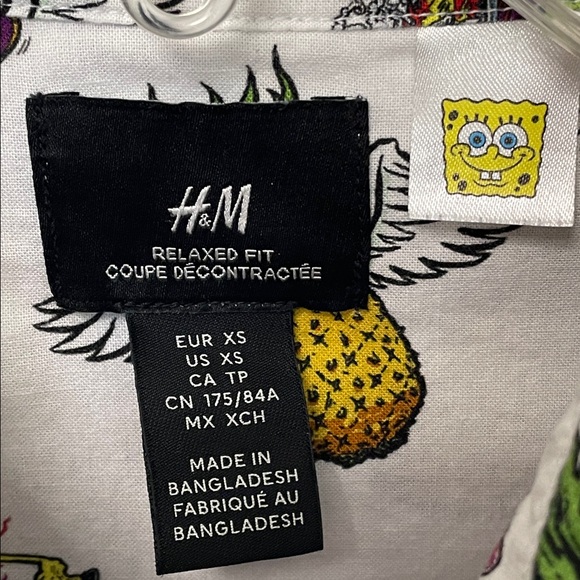 H&M
RELAXED FIT
COUPE DÉCONTRACTÉE
EUR XS
US XS
CA TP
CN 175/84A
MX XCH
MADE IN
BANGLADESH
FABRIQUÉ AU
BANGLADESH